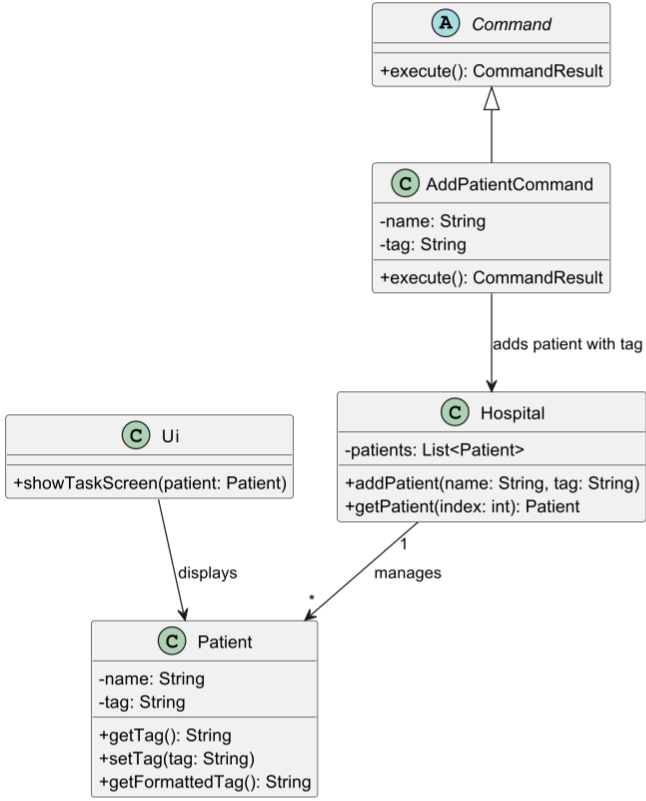 A Command
+execute(): CommandResult
C AddPatientCommand
-name: String
-tag: String
+execute(): CommandResult
adds patient with tag
C Hospital
-patients: List<Patient>
+addPatient(name: String, tag: String)
+getPatient(index: int): Patient
C Ui
+showTaskScreen(patient: Patient)
displays
1
manages
*
C Patient
-name: String
-tag: String
+getTag(): String
+setTag(tag: String)
+getFormattedTag(): String